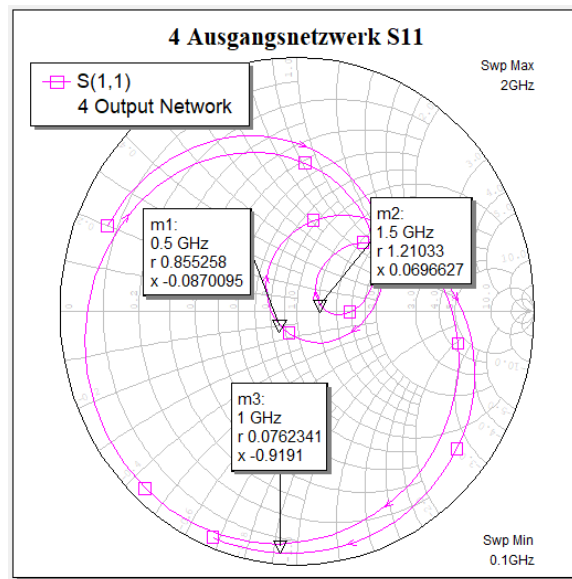 4 Ausgangsnetzwerk S11
S(1,1)
4 Output Network
Swp Max
2GHz
m1:
0.5 GHz
r 0.855258
x -0.0870095
m2:
1.5 GHz
r 1.21033
x 0.0696627
m3:
1 GHz
r 0.0762341
x -0.9191
Swp Min
0.1GHz